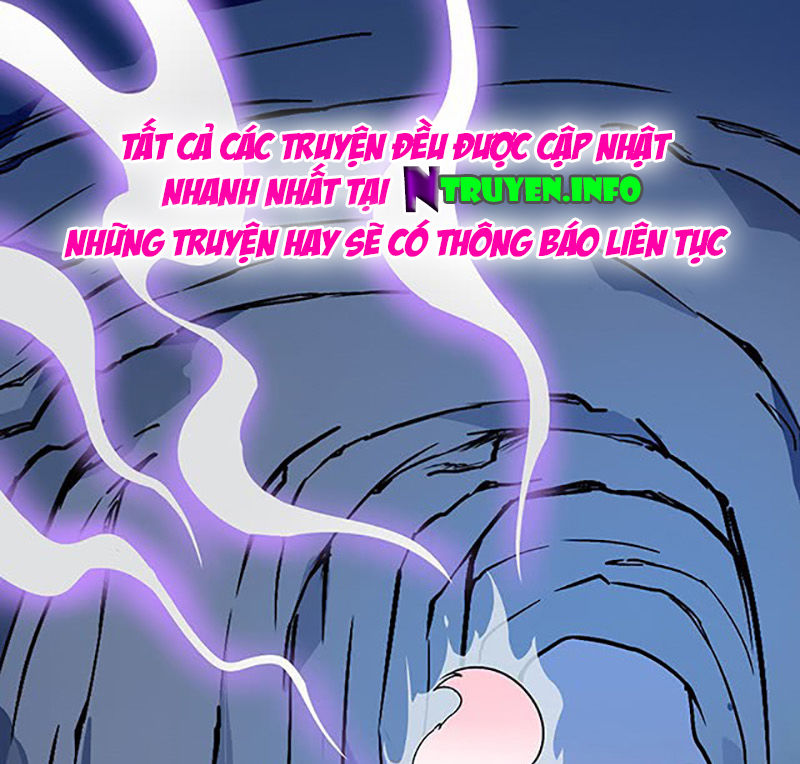 TẤT CẢ CÁC TRUYỆN ĐỀU ĐƯỢC CẬP NHẬT
NHANH NHẤT TẠI NTRUYEN.INFO
NHỮNG TRUYỆN HAY SẼ CÓ THÔNG BÁO LIÊN TỤC